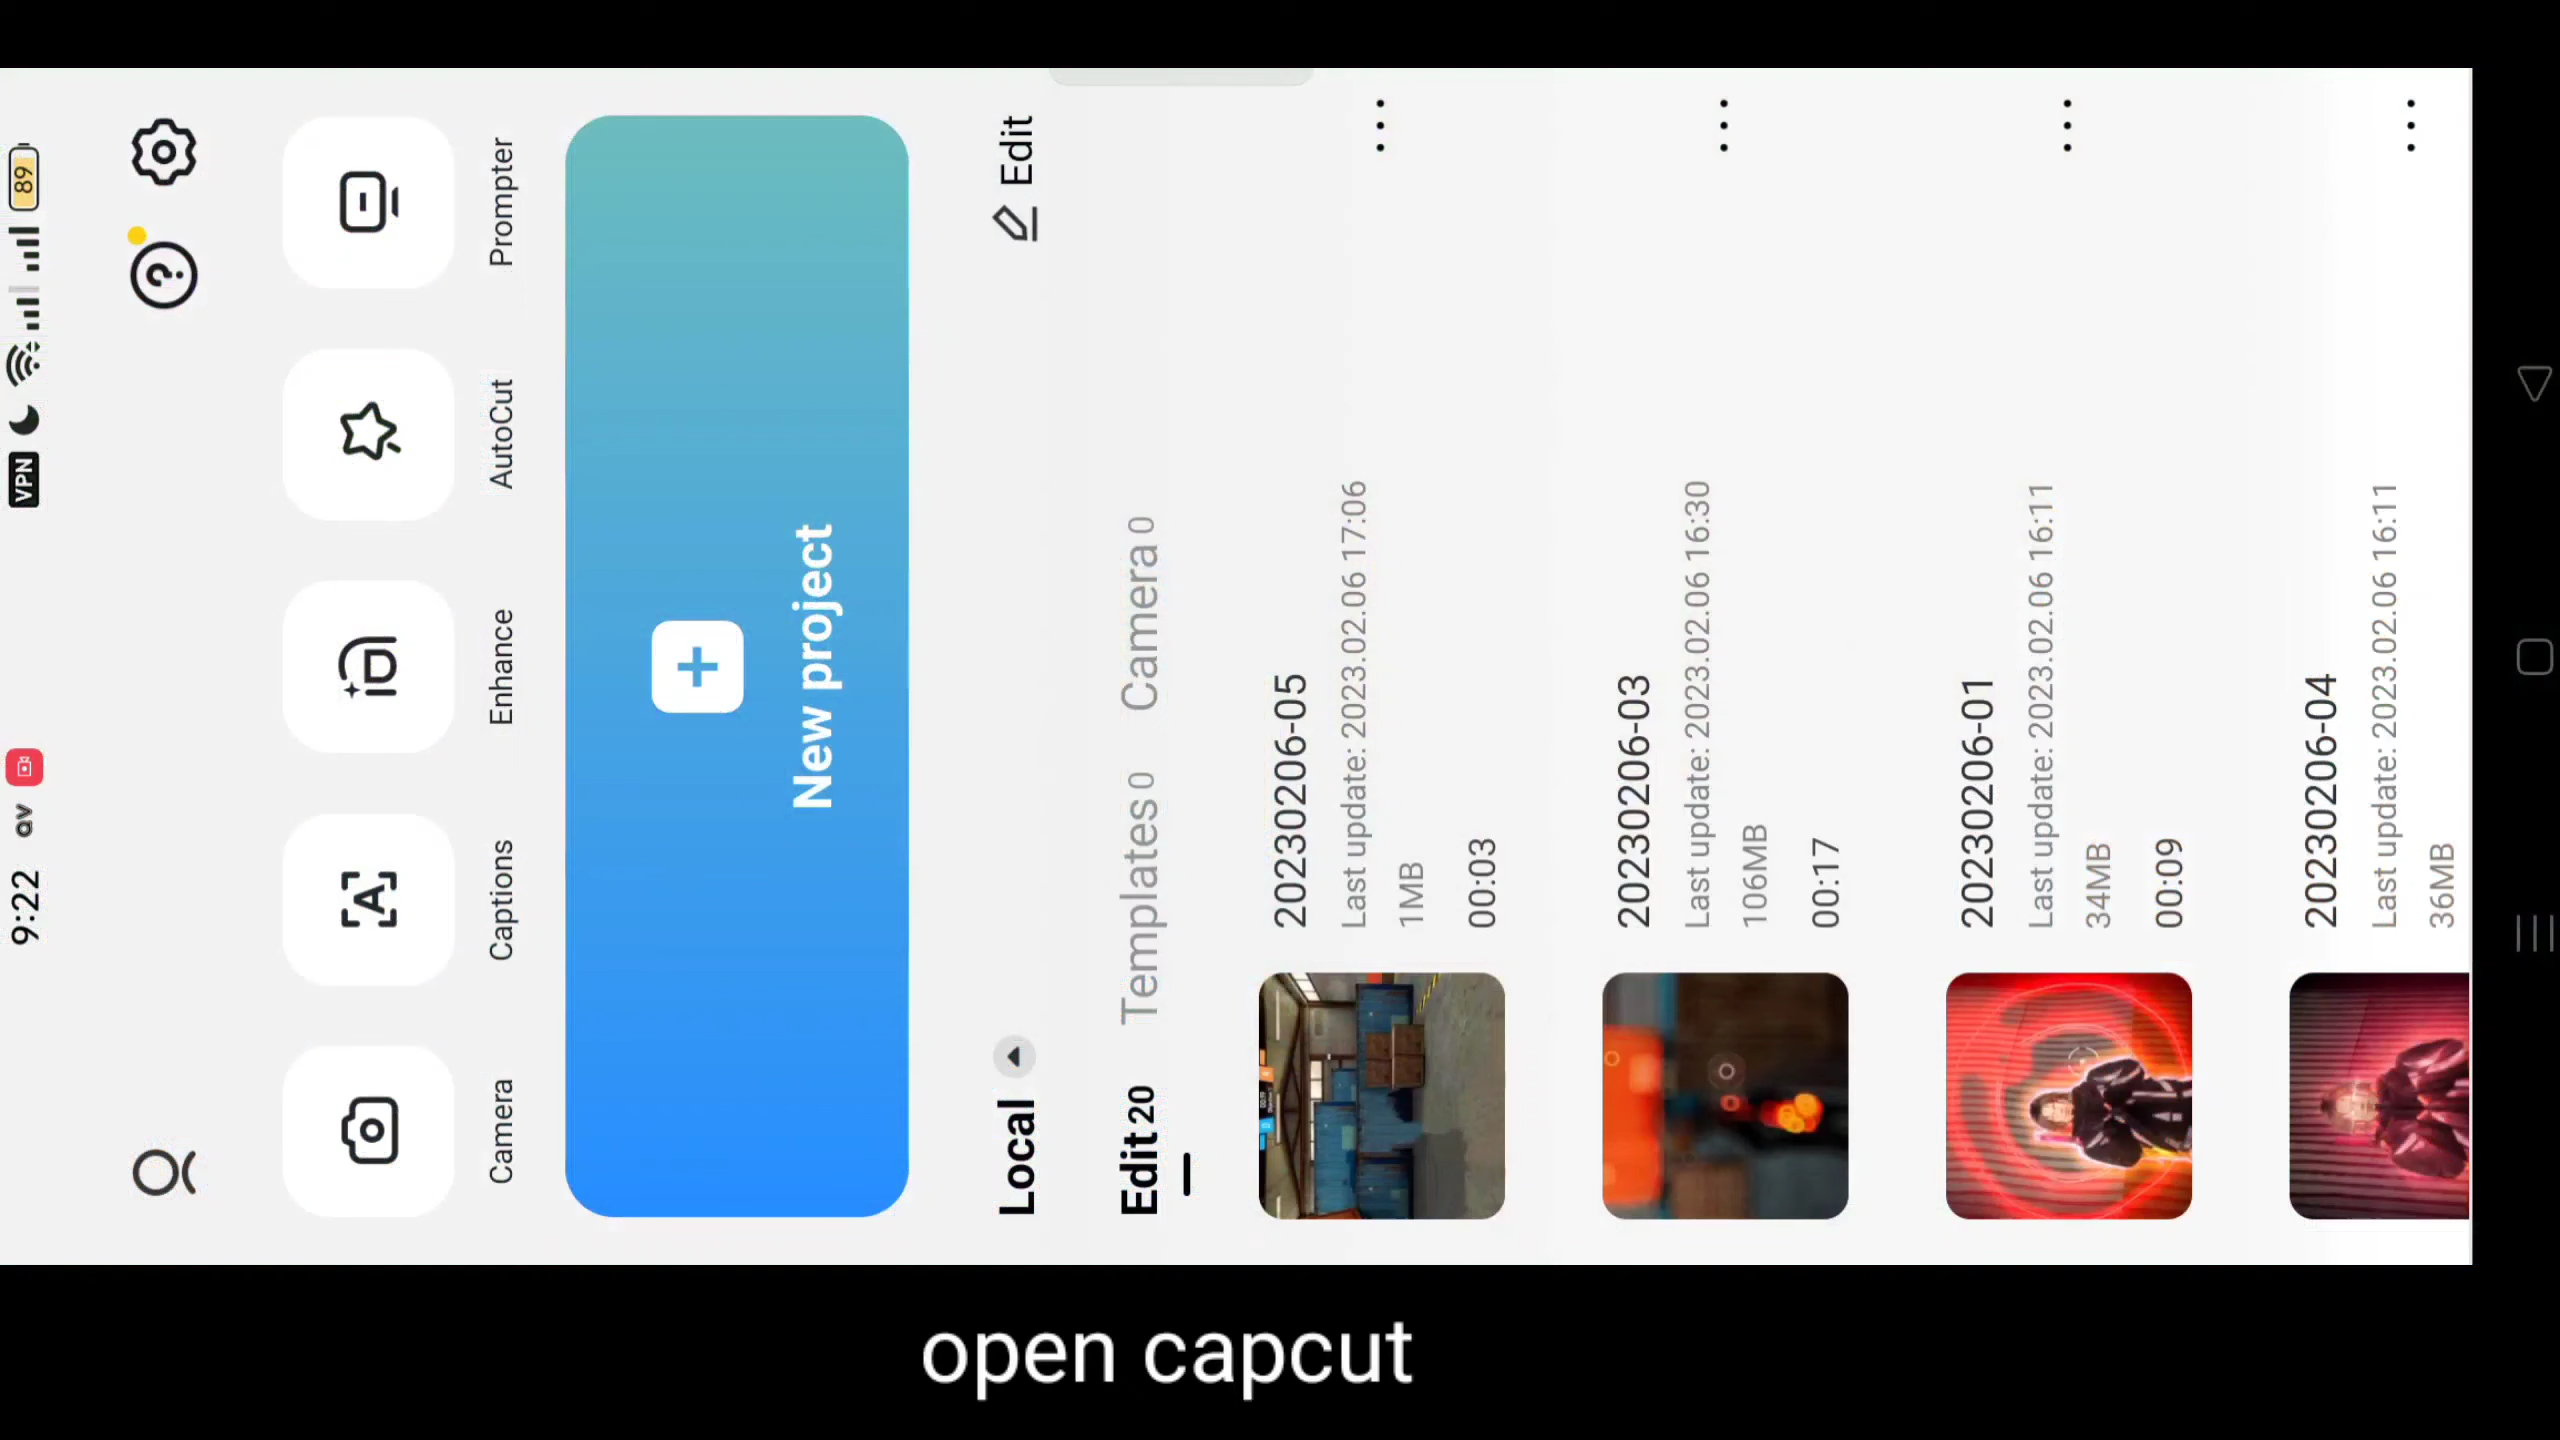 9:22 av VPN 89
Camera Captions Enhance AutoCut Prompter
New project
Local Edit
Edit 20 Templates 0 Camera 0
20230206-05
Last update: 2023.02.06 17:06
1MB
00:03
20230206-03
Last update: 2023.02.06 16:30
106MB
00:17
20230206-01
Last update: 2023.02.06 16:11
34MB
00:09
20230206-04
Last update: 2023.02.06 16:11
36MB
open capcut